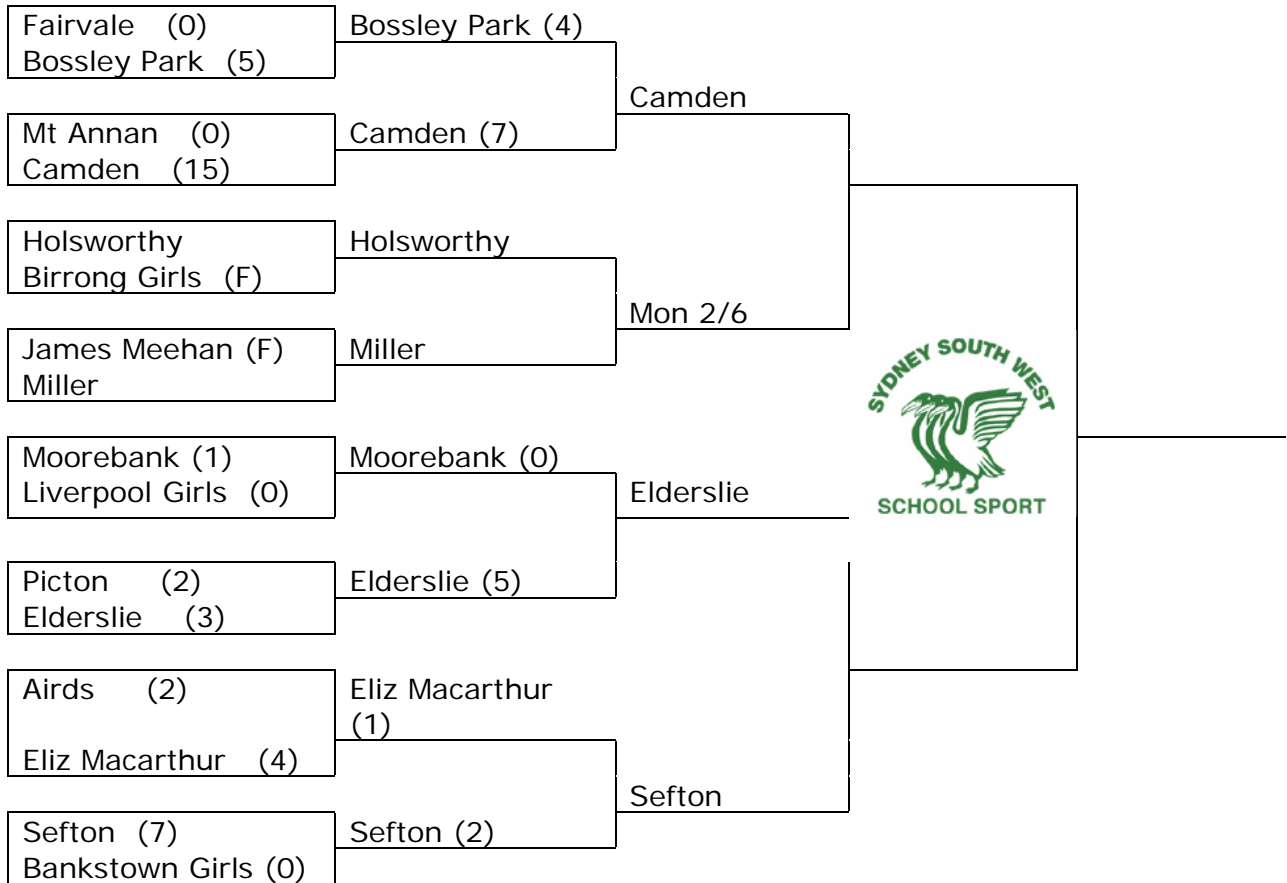 Fairvale (0)
Bossley Park (5)
Bossley Park (4)
Camden
Mt Annan (0)
Camden (15)
Camden (7)
Holsworthy
Birrong Girls (F)
Holsworthy
Mon 2/6
James Meehan (F)
Miller
Miller
SYDNEY SOUTH WEST
SCHOOL SPORT
Moorebank (1)
Liverpool Girls (0)
Moorebank (0)
Elderslie
Picton (2)
Elderslie (3)
Elderslie (5)
Airds (2)
Eliz Macarthur (4)
Eliz Macarthur
(1)
Sefton
Sefton (7)
Bankstown Girls (0)
Sefton (2)